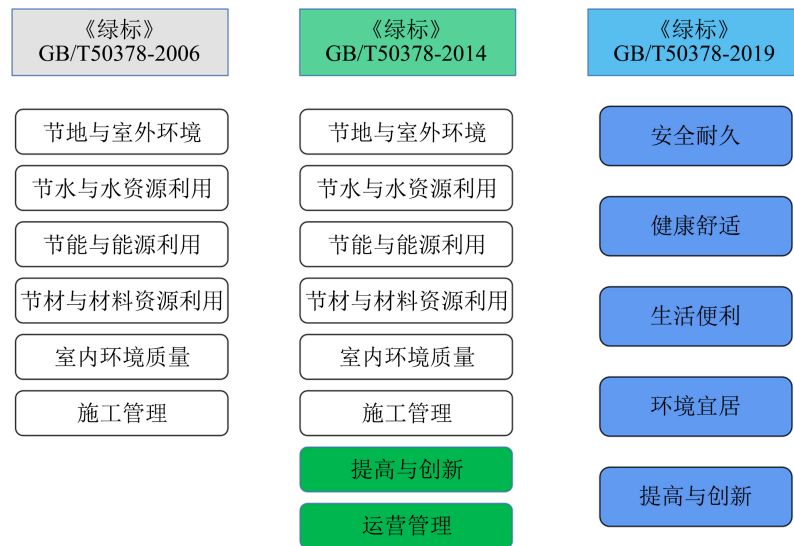 《绿标》
GB/T50378-2006
节地与室外环境
节水与水资源利用
节能与能源利用
节材与材料资源利用
室内环境质量
施工管理
《绿标》
GB/T50378-2014
节地与室外环境
节水与水资源利用
节能与能源利用
节材与材料资源利用
室内环境质量
施工管理
提高与创新
运营管理
《绿标》
GB/T50378-2019
安全耐久
健康舒适
生活便利
环境宜居
提高与创新